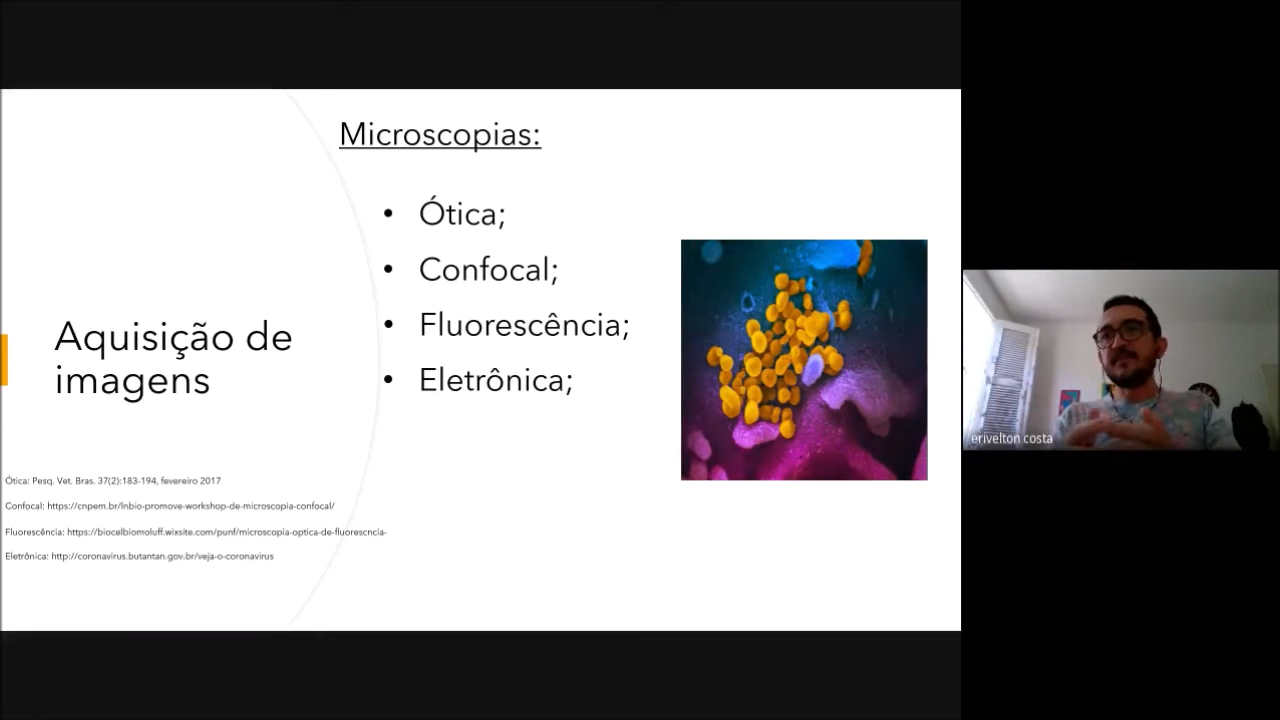 Microscopias:
• Ótica;
• Confocal;
• Fluorescência;
• Eletrônica;
Aquisição de
imagens
Ótica: Pesq. Vet. Bras. 37(2):183-194, fevereiro 2017
Confocal: https://cnpem.br/lnbio-promove-workshop-de-microscopia-confocal/
Fluorescência: https://biocelbiomoluff.wixsite.com/punf/microscopia-optica-de-fluorescncia-
Eletrônica: http://coronavirus.butantan.gov.br/veja-o-coronavirus
erivelton costa